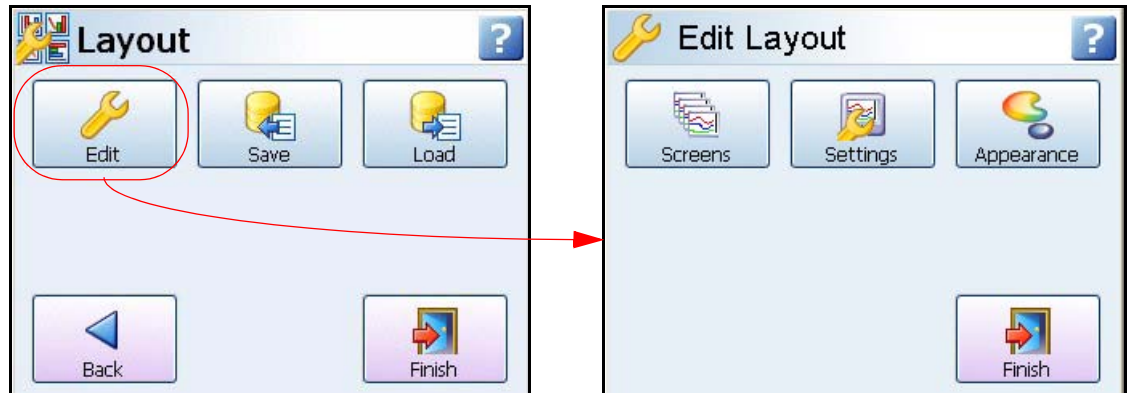 Layout
?
Edit
Save
Load
Back
Finish
Edit Layout
?
Screens
Settings
Appearance
Finish